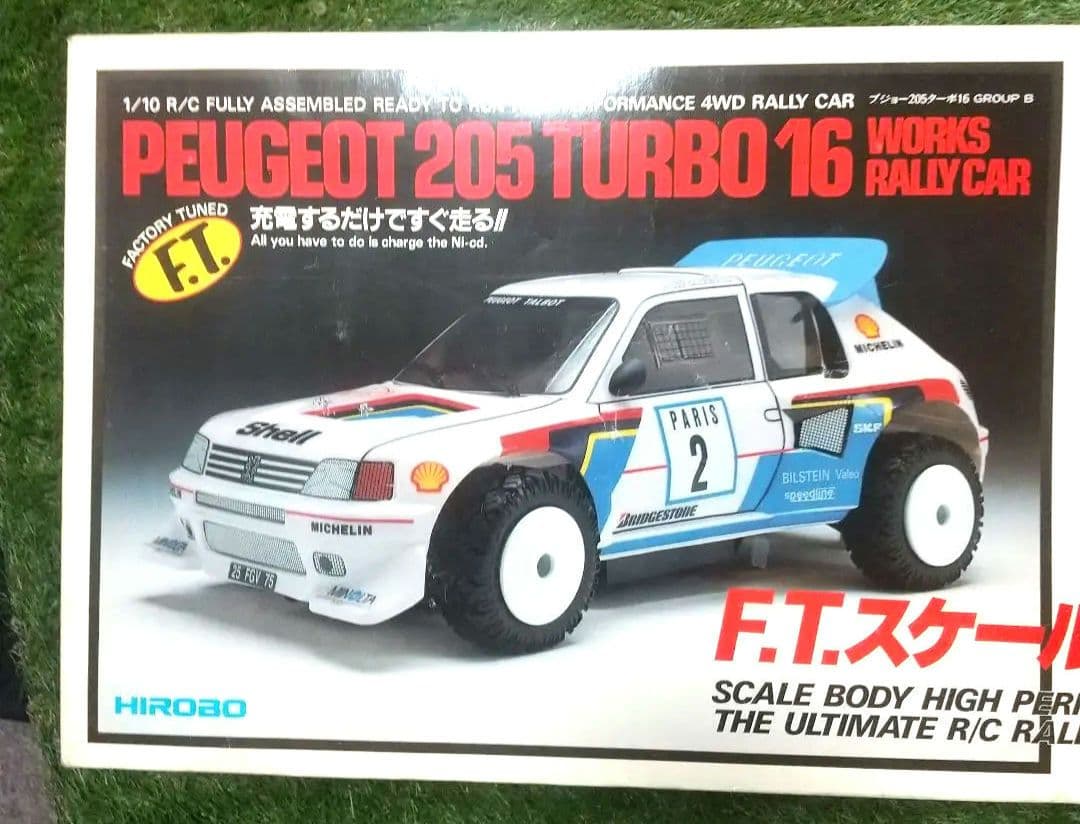 1/10 R/C FULLY ASSEMBLED READY TO RUN FORMANCE 4WD RALLY CAR プジョー205ターボ16 GROUP B
PEUGEOT 205 TURBO 16 WORKS
RALLY CAR
FACTORY TUNED
F.T.
充電するだけですぐ走る!!
All you have to do is charge the Ni-cd.
PEUGEOT
PEUGEOT TALBOT
Shell
MICHELIN
PARIS
2
SKF
BILSTEIN Valeo
speedline
BRIDGESTONE
MICHELIN
25 FGV 75
MINOLTA
F.T.スケール
SCALE BODY HIGH PER
THE ULTIMATE R/C RAL
HIROBO